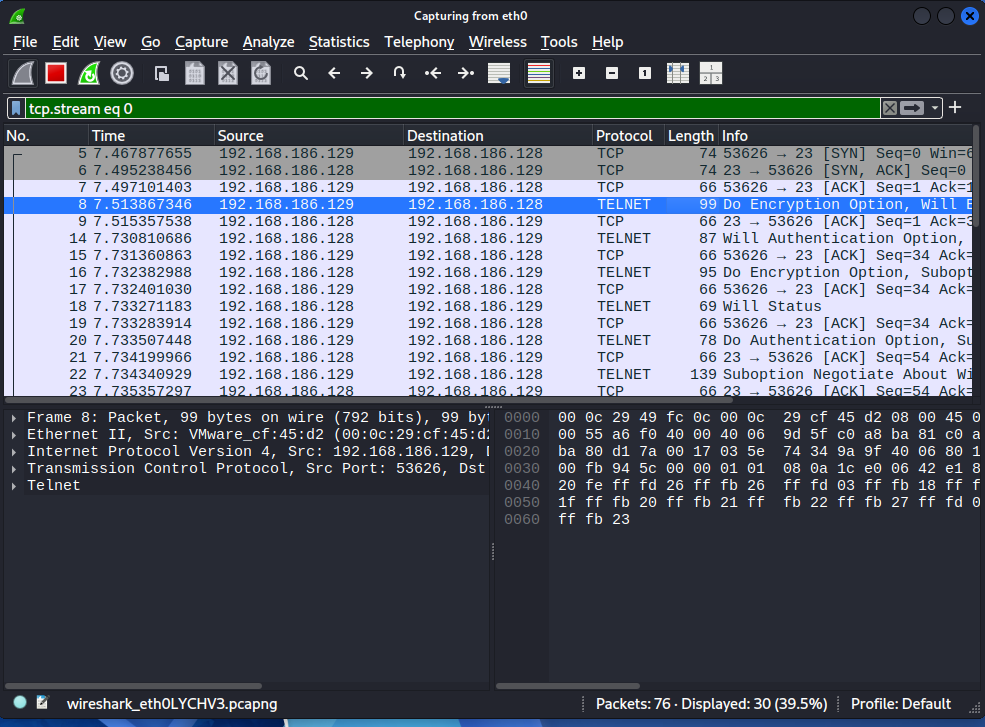 Capturing from eth0
File Edit View Go Capture Analyze Statistics Telephony Wireless Tools Help
tcp.stream eq 0
No. Time Source Destination Protocol Length Info
5 7.467877655 192.168.186.129 192.168.186.128 TCP 74 53626 → 23 [SYN] Seq=0 Win=6
6 7.495238456 192.168.186.128 192.168.186.129 TCP 74 23 → 53626 [SYN, ACK] Seq=0
7 7.497101403 192.168.186.129 192.168.186.128 TCP 66 53626 → 23 [ACK] Seq=1 Ack=1
8 7.513867346 192.168.186.129 192.168.186.128 TELNET 99 Do Encryption Option, Will E
9 7.515357538 192.168.186.128 192.168.186.129 TCP 66 23 → 53626 [ACK] Seq=1 Ack=3
14 7.730810686 192.168.186.128 192.168.186.129 TELNET 87 Will Authentication Option,
15 7.731360863 192.168.186.129 192.168.186.128 TCP 66 53626 → 23 [ACK] Seq=34 Ack=
16 7.732382988 192.168.186.128 192.168.186.129 TELNET 95 Do Encryption Option, Subopt
17 7.732401030 192.168.186.129 192.168.186.128 TCP 66 53626 → 23 [ACK] Seq=34 Ack=
18 7.733271183 192.168.186.128 192.168.186.129 TELNET 69 Will Status
19 7.733283914 192.168.186.129 192.168.186.128 TCP 66 53626 → 23 [ACK] Seq=34 Ack=
20 7.733507448 192.168.186.129 192.168.186.128 TELNET 78 Do Authentication Option, Su
21 7.734199966 192.168.186.128 192.168.186.129 TCP 66 23 → 53626 [ACK] Seq=54 Ack=
22 7.734340929 192.168.186.129 192.168.186.128 TELNET 139 Suboption Negotiate About Wi
23 7.735357297 192.168.186.128 192.168.186.129 TCP 66 23 → 53626 [ACK] Seq=54 Ack=
Frame 8: Packet, 99 bytes on wire (792 bits), 99 byt
Ethernet II, Src: VMware_cf:45:d2 (00:0c:29:cf:45:d2
Internet Protocol Version 4, Src: 192.168.186.129, D
Transmission Control Protocol, Src Port: 53626, Dst
Telnet
0000 00 0c 29 49 fc 0c 00 0c 29 cf 45 d2 08 00 45 0
0010 00 55 a6 f0 40 00 40 06 9d 5f c0 a8 ba 81 c0 a
0020 ba 80 d1 7a 00 17 03 5e 74 34 9a 9f 40 06 80 1
0030 00 fb 94 5c 00 00 01 01 08 0a 1c e0 06 42 e1 8
0040 20 fe ff fd 26 ff fb 26 ff fd 03 ff fb 18 ff f
0050 1f ff fb 20 ff fb 21 ff fb 22 ff fb 27 ff fd 0
0060 ff fb 23
wireshark_eth0LYCHV3.pcapng
Packets: 76 · Displayed: 30 (39.5%)
Profile: Default